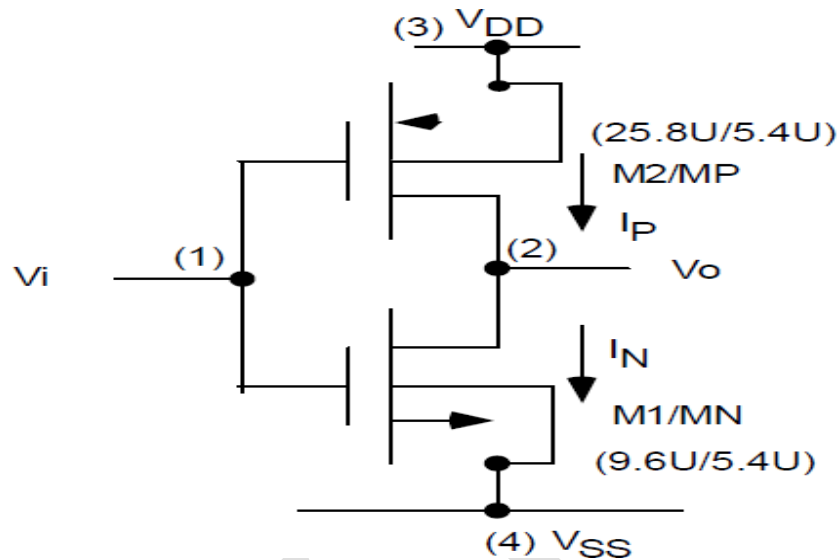 (3) VDD
(25.8U/5.4U)
M2/MP
IP
(1)
(2)
Vi
Vo
IN
M1/MN
(9.6U/5.4U)
(4) VSS